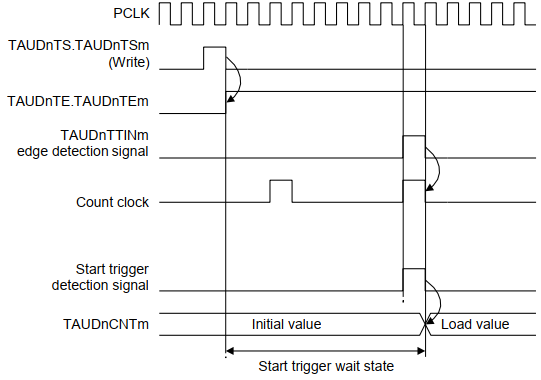 PCLK
TAUDnTS.TAUDnTSm
(Write)
TAUDnTE.TAUDnTEm
TAUDnTTINm
edge detection signal
Count clock
Start trigger
detection signal
TAUDnCNTm
Initial value
Load value
Start trigger wait state